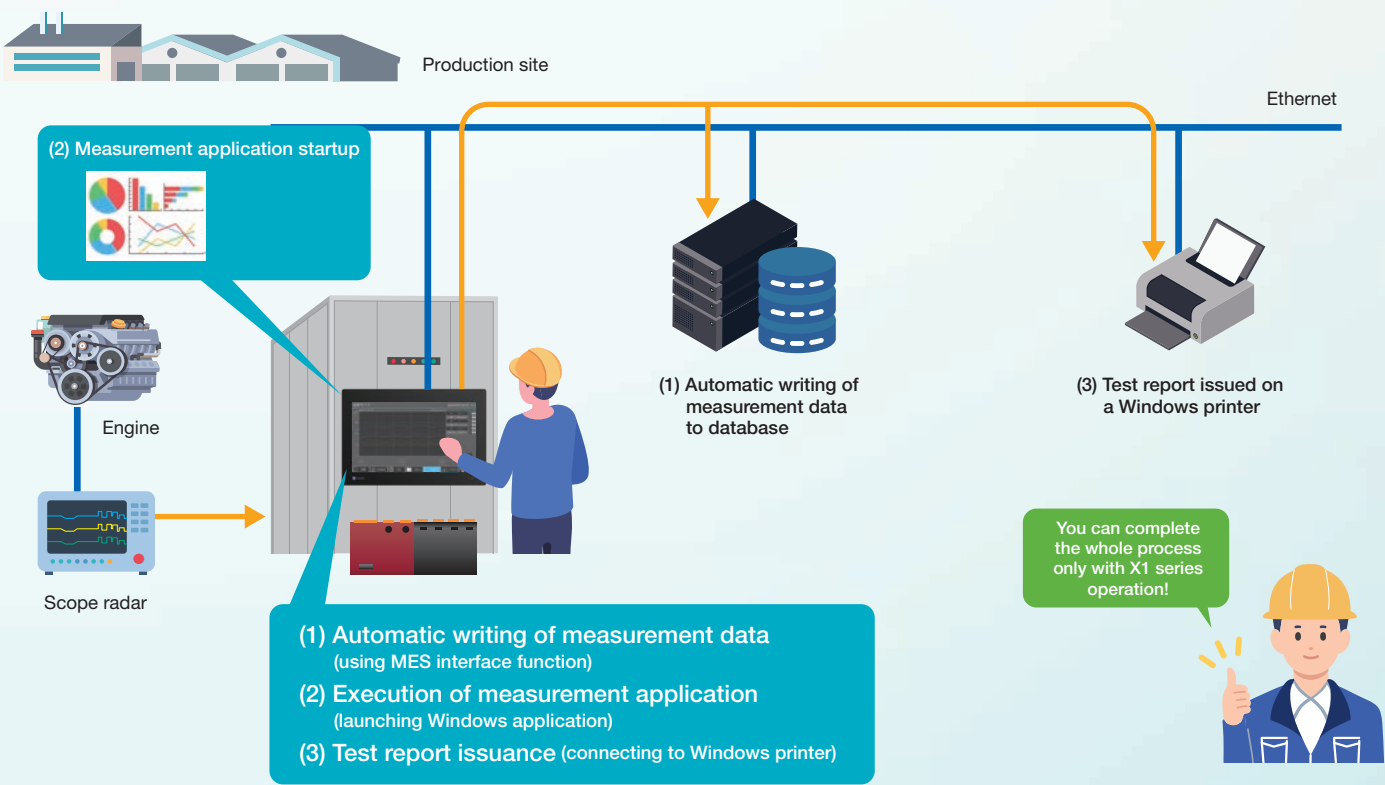 Production site
Ethernet
(2) Measurement application startup
Engine
(1) Automatic writing of
measurement data
to database
(3) Test report issued on
a Windows printer
Scope radar
You can complete
the whole process
only with X1 series
operation!
(1) Automatic writing of measurement data
(using MES interface function)
(2) Execution of measurement application
(launching Windows application)
(3) Test report issuance (connecting to Windows printer)